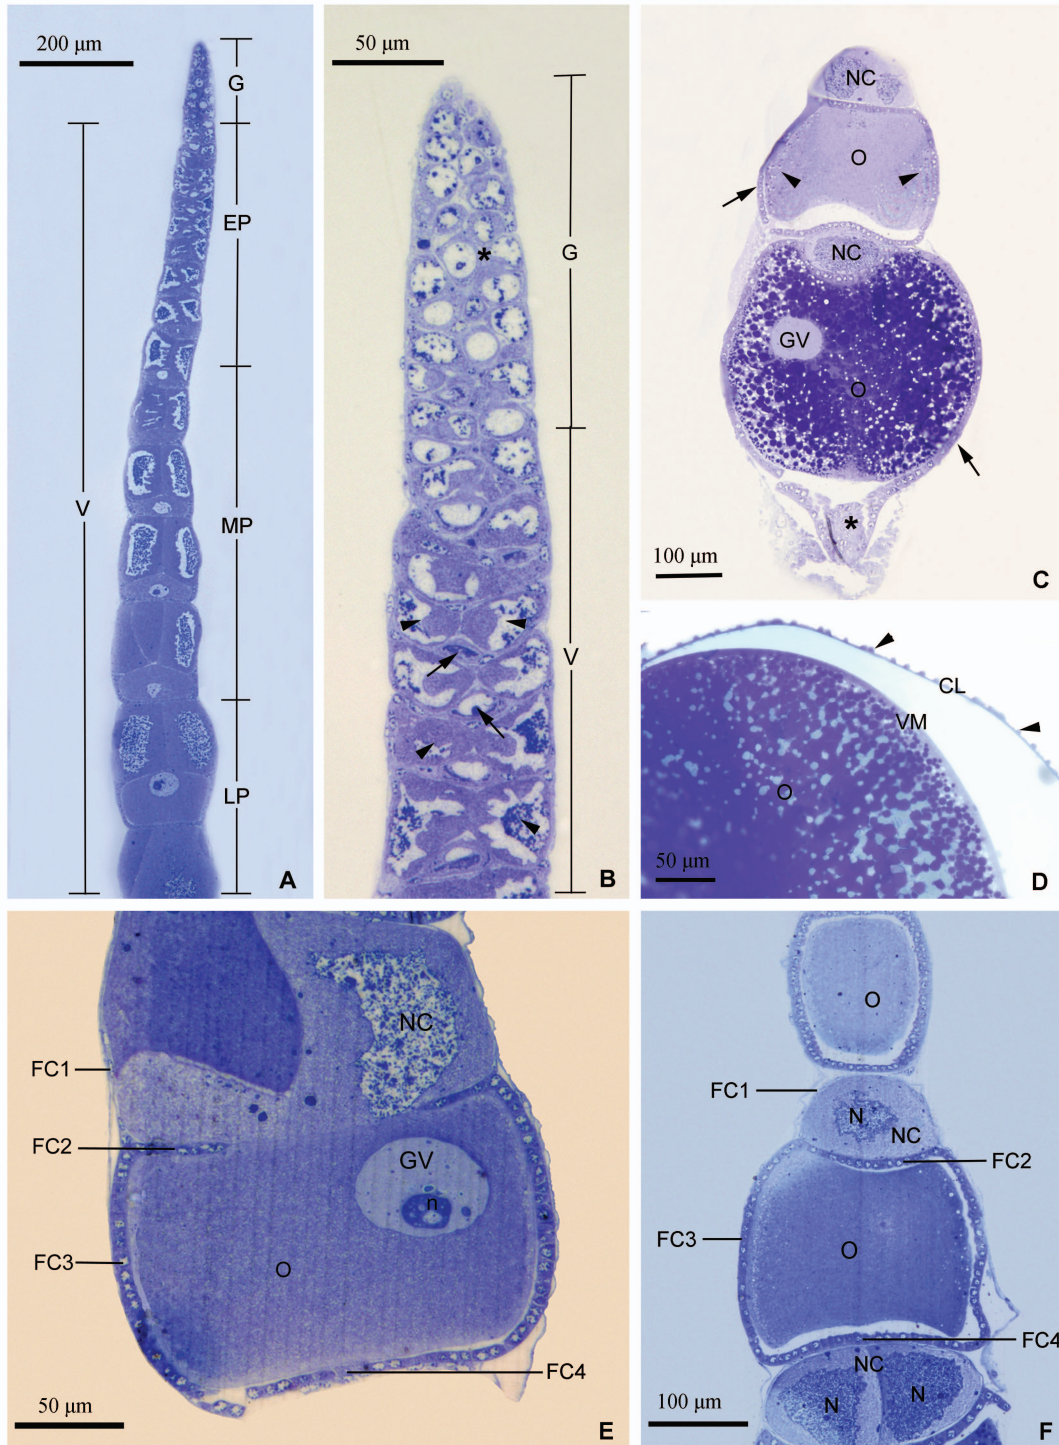 200 μm
G
EP
V
MP
LP
A
50 μm
G
*
V
B
NC
O
NC
GV
O
*
100 μm
C
CL
VM
O
50 μm
D
NC
FC1
FC2
GV
n
FC3
O
FC4
50 μm
E
O
FC1
N
NC
FC2
FC3
O
FC4
NC
N
N
100 μm
F